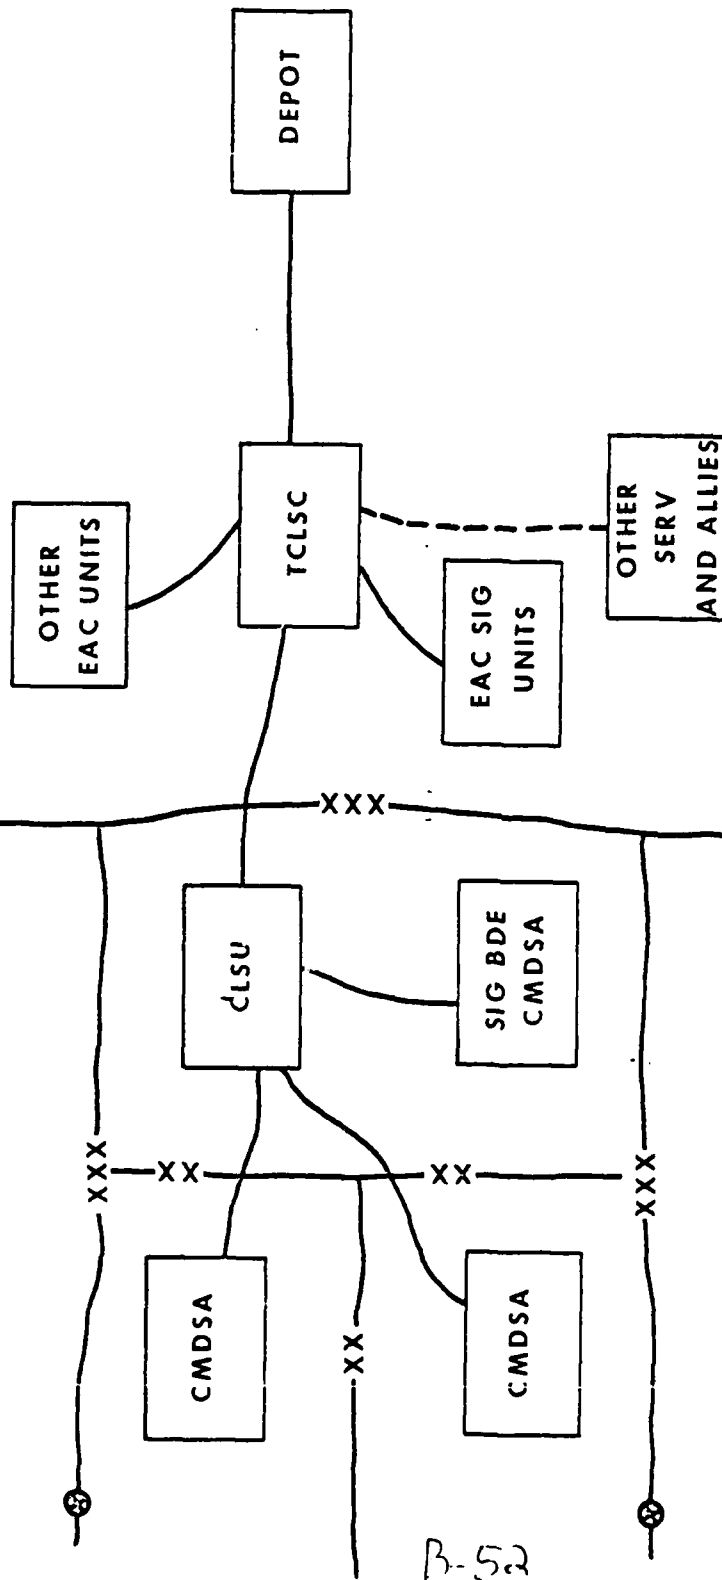 DEPOT
OTHER
EAC UNITS
TCLSC
EAC SIG
UNITS
OTHER
SERV
AND ALLIES
XXX
CLSU
SIG BDE
CMDSA
XXX
XX
XX
XXX
CMDSA
XX
CMDSA
B-52